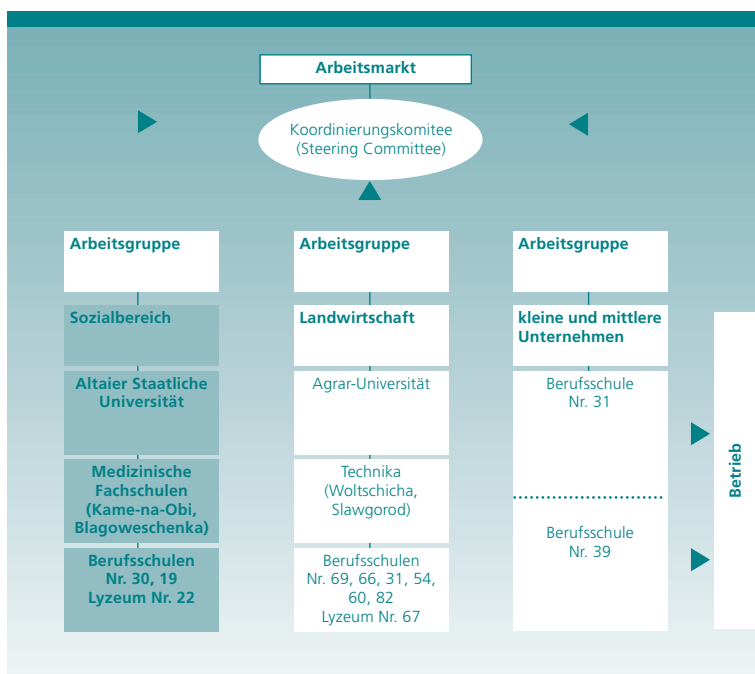 Arbeitsmarkt
Koordinierungskomitee
(Steering Committee)
Arbeitsgruppe
Sozialbereich
Altaier Staatliche
Universität
Medizinische
Fachschulen
(Kame-na-Obi,
Blagoweschenka)
Berufsschulen
Nr. 30, 19
Lyzeum Nr. 22
Arbeitsgruppe
Landwirtschaft
Agrar-Universität
Technika
(Woltschicha,
Slawgorod)
Berufsschulen
Nr. 69, 66, 31, 54,
60, 82
Lyzeum Nr. 67
Arbeitsgruppe
kleine und mittlere
Unternehmen
Berufsschule
Nr. 31
Berufsschule
Nr. 39
Betrieb